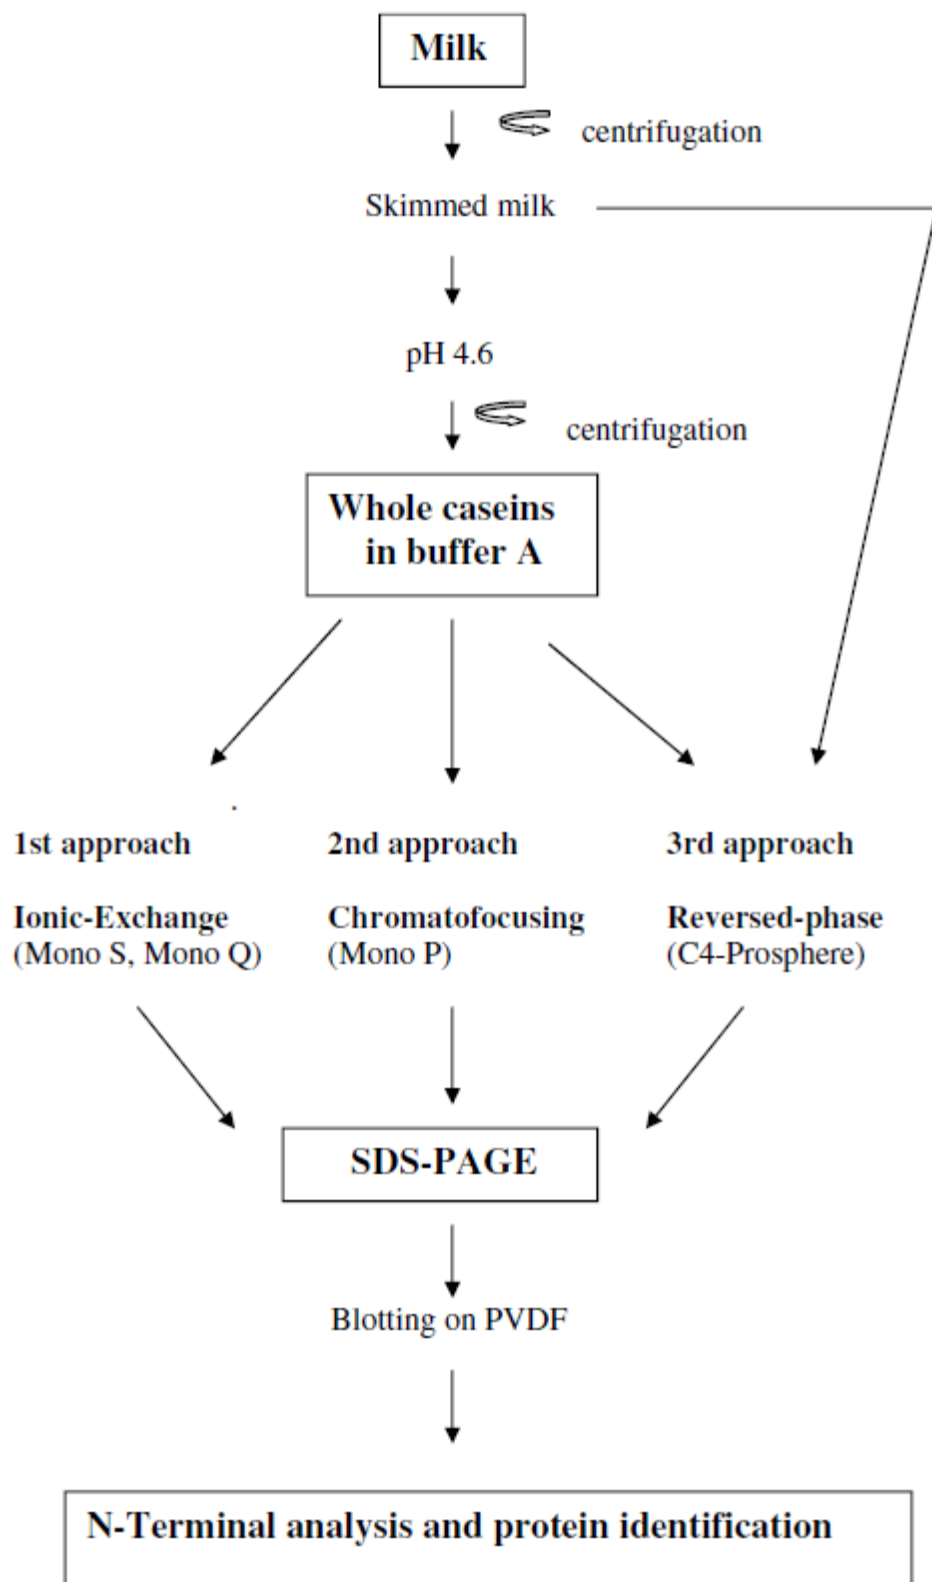 Milk
centrifugation
Skimmed milk
pH 4.6
centrifugation
Whole caseins
in buffer A
1st approach
2nd approach
3rd approach
Ionic-Exchange
(Mono S, Mono Q)
Chromatofocusing
(Mono P)
Reversed-phase
(C4-Prosphere)
SDS-PAGE
Blotting on PVDF
N-Terminal analysis and protein identification